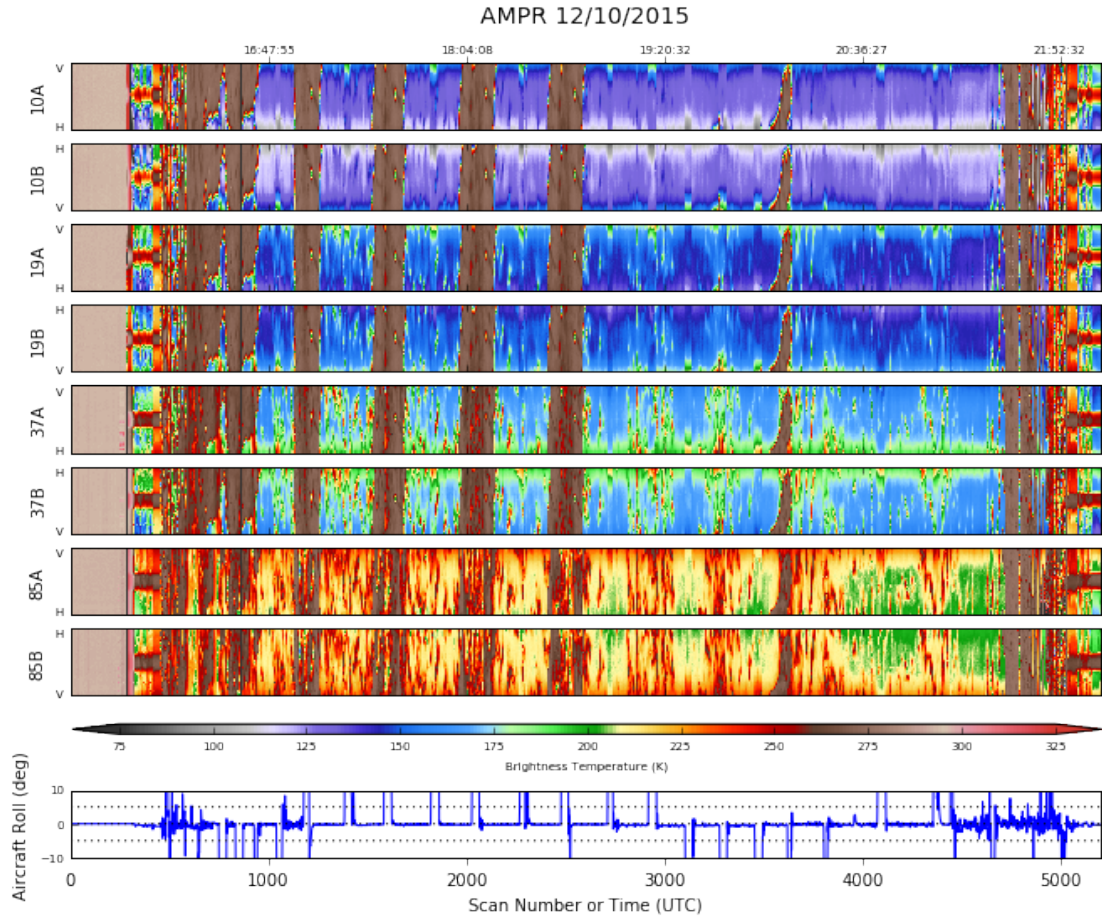 AMPR 12/10/2015
16:47:55 18:04:08 19:20:32 20:36:27 21:52:32
V
10A
H
H
10B
V
V
19A
H
H
19B
V
V
37A
H
H
37B
V
V
85A
H
H
85B
V
75 100 125 150 175 200 225 250 275 300 325
Brightness Temperature (K)
Aircraft Roll (deg)
10
0
−10
0 1000 2000 3000 4000 5000
Scan Number or Time (UTC)